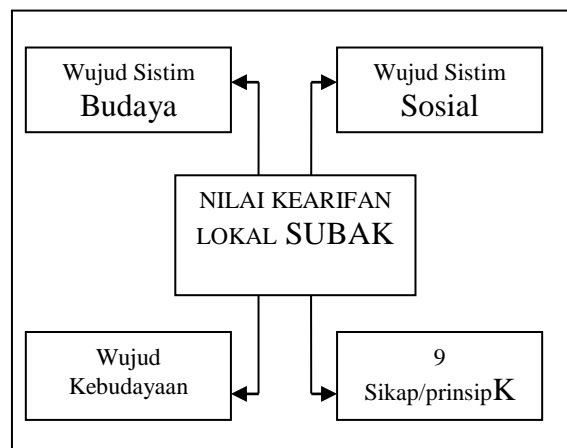 Wujud Sistim
Budaya
Wujud Sistim
Sosial
NILAI KEARIFAN
LOKAL SUBAK
Wujud
Kebudayaan
9
Sikap/prinsipK